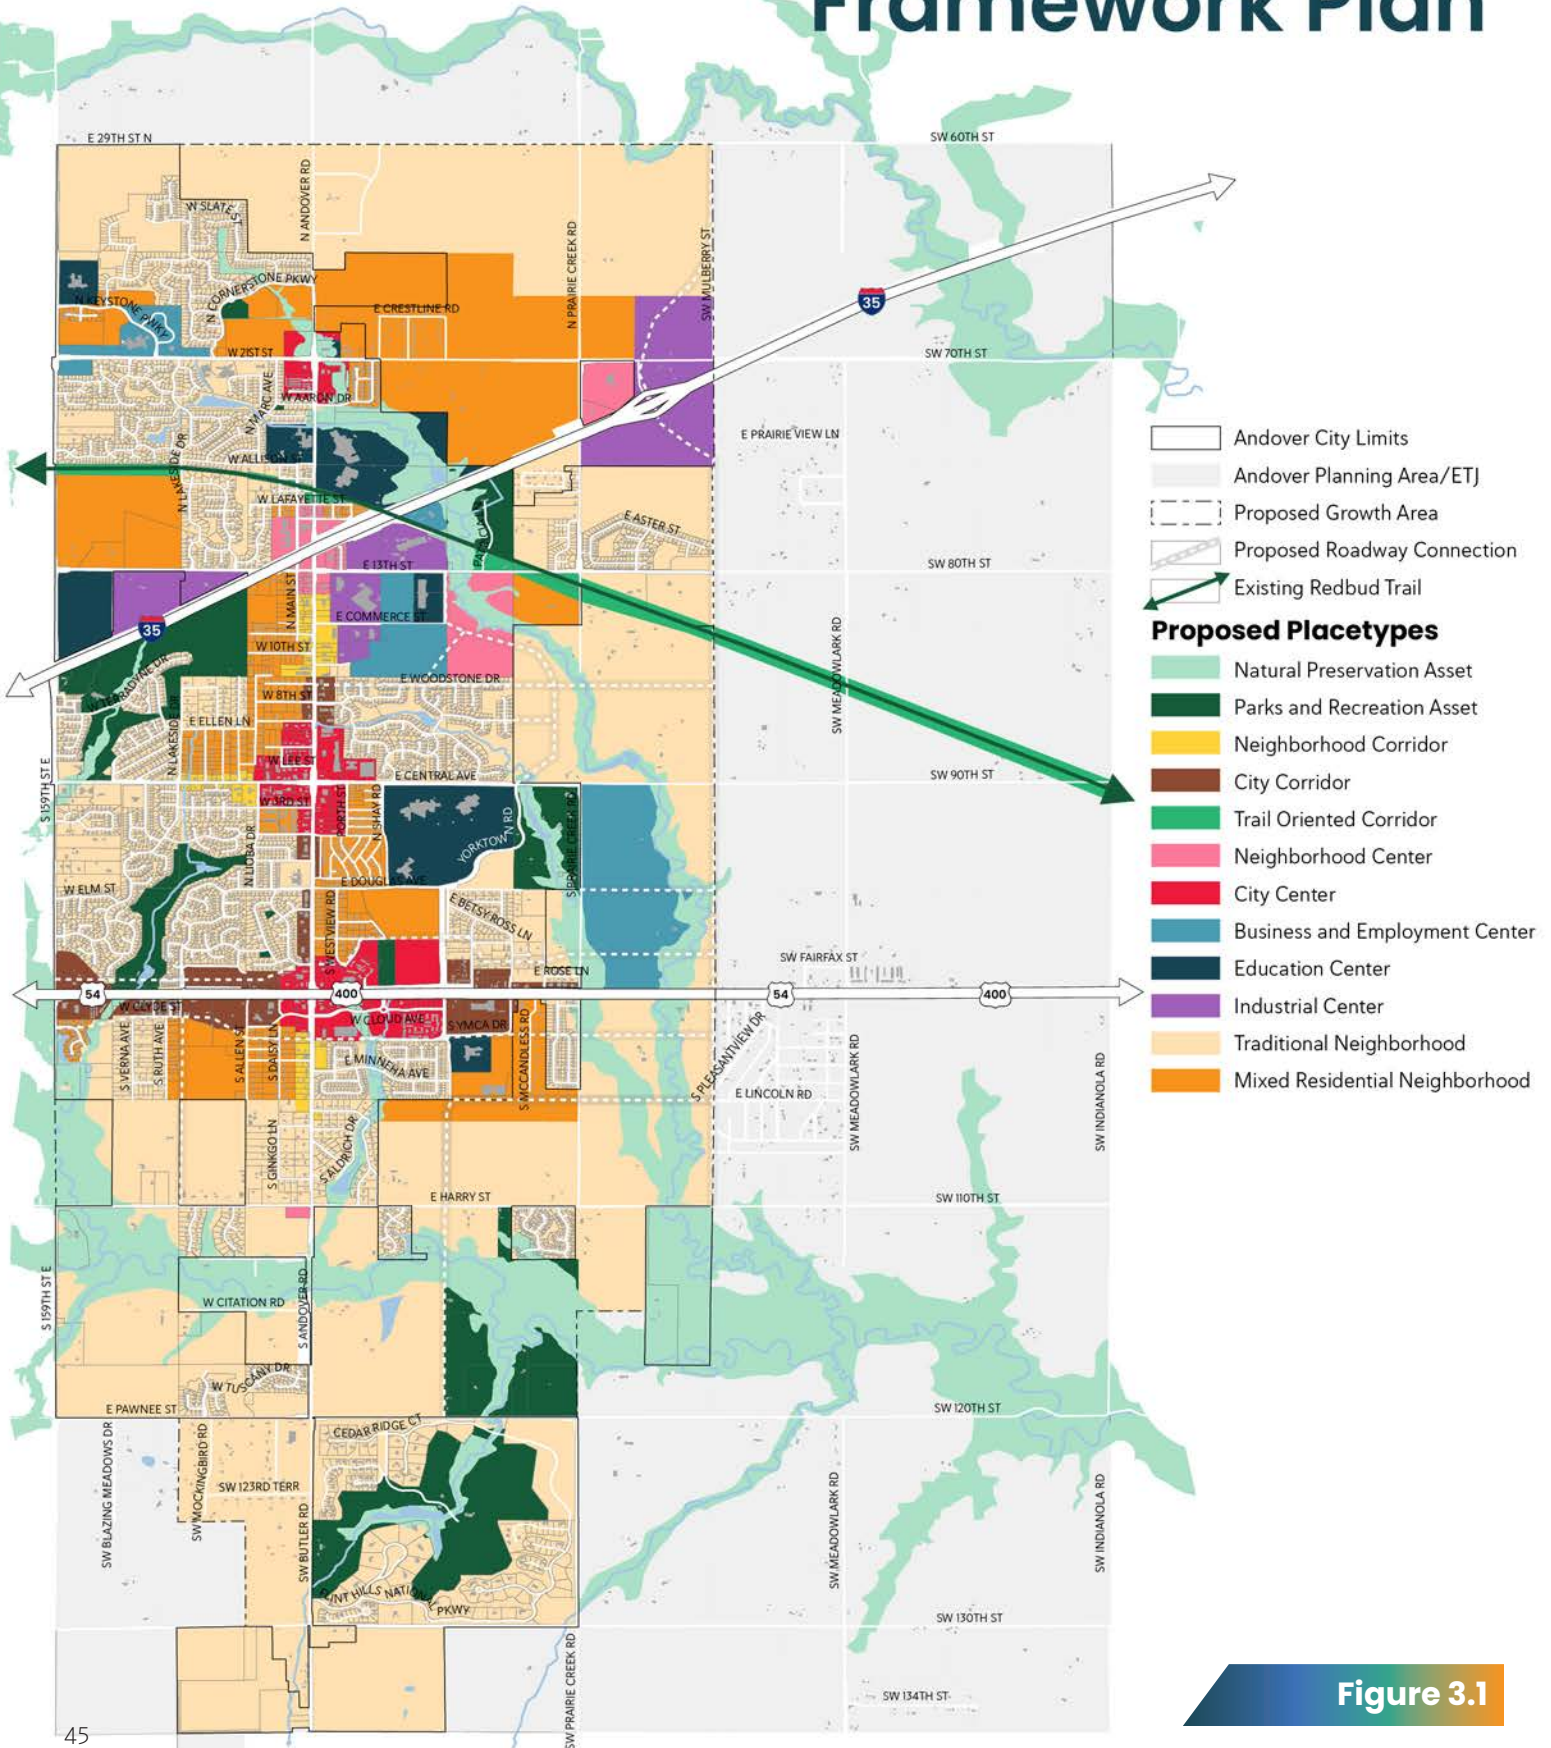 Framework Plan
E 29TH ST N
SW 60TH ST
N ANDOVER RD
W SLATE ST
N PRAIRIE CREEK RD
SW MULBERRY ST
N CORNERSTONE PKWY
N KEYSTONE PKWY
E CRESTLINE RD
35
W 21ST ST
SW 70TH ST
N MARC AVE
W AARON DR
E PRAIRIE VIEW LN
N LAKESIDE DR
W ALLISON ST
W LAFAYETTE ST
E ASTER ST
E 13TH ST
SW 80TH ST
N MAIN ST
E COMMERCE ST
35
W 10TH ST
SW MEADOWLARK RD
W TERRADYNE DR
E WOODSTONE DR
W 8TH ST
N LAKESIDE DR
E ELLEN LN
W LEE ST
E CENTRAL AVE
SW 90TH ST
S 159TH ST E
W 3RD ST
N SHAY RD
YORKTOWN RD
S PRAIRIE CREEK RD
N LIOBA DR
E DOUGLAS AVE
W ELM ST
E BETSY ROSS LN
S WESTVIEW RD
SW FAIRFAX ST
E ROSE LN
54
400
54
400
W CLYDE ST
W CLOUD AVE
S YMCA DR
S VERNA AVE
S RUTH AVE
S ALLEN ST
S DAISY LN
E MINNEHA AVE
S MCCANDLESS RD
S PLEASANTVIEW DR
E LINCOLN RD
SW MEADOWLARK RD
SW INDIANOLA RD
S GINKGO LN
S ALDRICH DR
E HARRY ST
SW 110TH ST
S 159TH ST E
W CITATION RD
S ANDOVER RD
W TUSCANY DR
E PAWNEE ST
SW 120TH ST
CEDAR RIDGE CT
SW BLAZING MEADOWS DR
SW MOCKINGBIRD RD
SW 123RD TERR
SW BUTLER RD
SW MEADOWLARK RD
SW INDIANOLA RD
FLINT HILLS NATIONAL PKWY
SW 130TH ST
SW PRAIRIE CREEK RD
SW 134TH ST
Andover City Limits
Andover Planning Area/ETJ
Proposed Growth Area
Proposed Roadway Connection
Existing Redbud Trail
Proposed Placetypes
Natural Preservation Asset
Parks and Recreation Asset
Neighborhood Corridor
City Corridor
Trail Oriented Corridor
Neighborhood Center
City Center
Business and Employment Center
Education Center
Industrial Center
Traditional Neighborhood
Mixed Residential Neighborhood
Figure 3.1
45